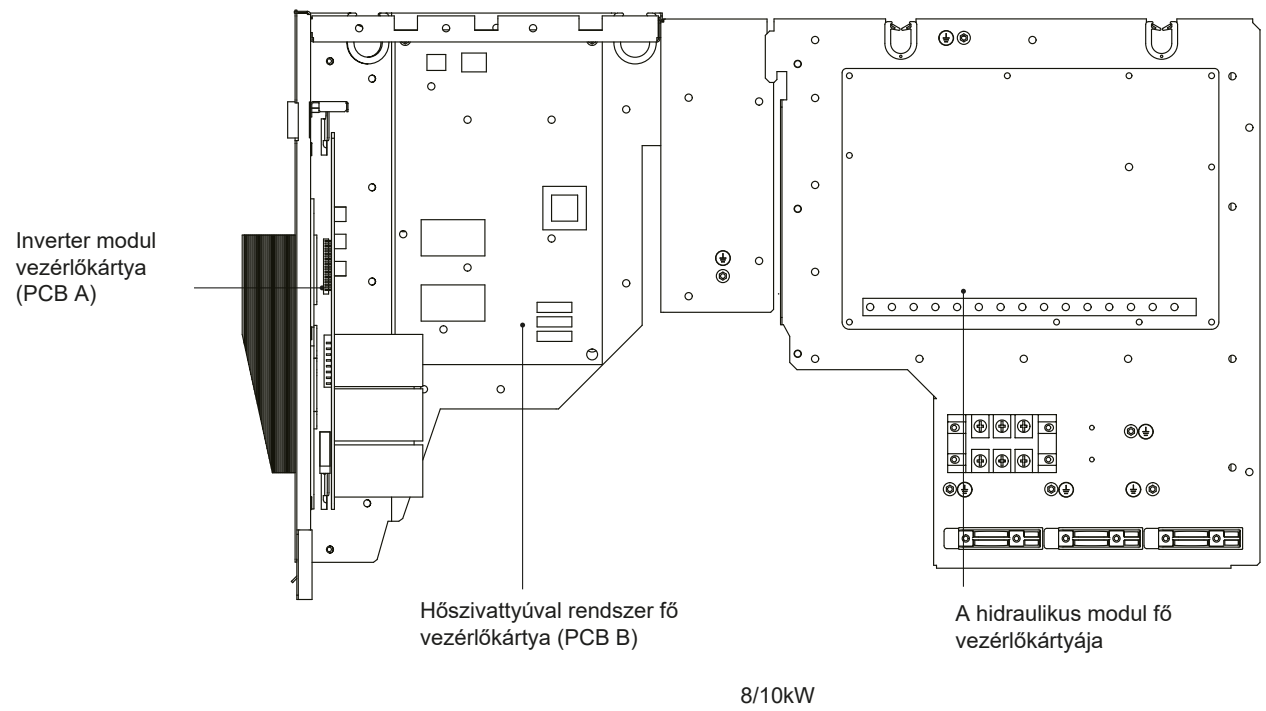 Inverter modul
vezérlőkártya
(PCB A)
Hőszivattyúval rendszer fő
vezérlőkártya (PCB B)
A hidraulikus modul fő
vezérlőkártyája
8/10kW